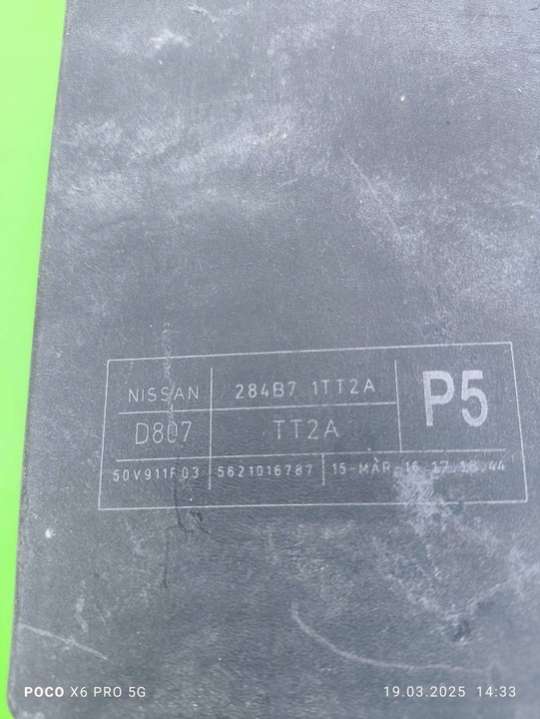 NISSAN 284B7 1TT2A P5
D807 TT2A
50V911F03 5621016787 15-MAR-16 17.18.44
POCO X6 PRO 5G 19.03.2025 14:33